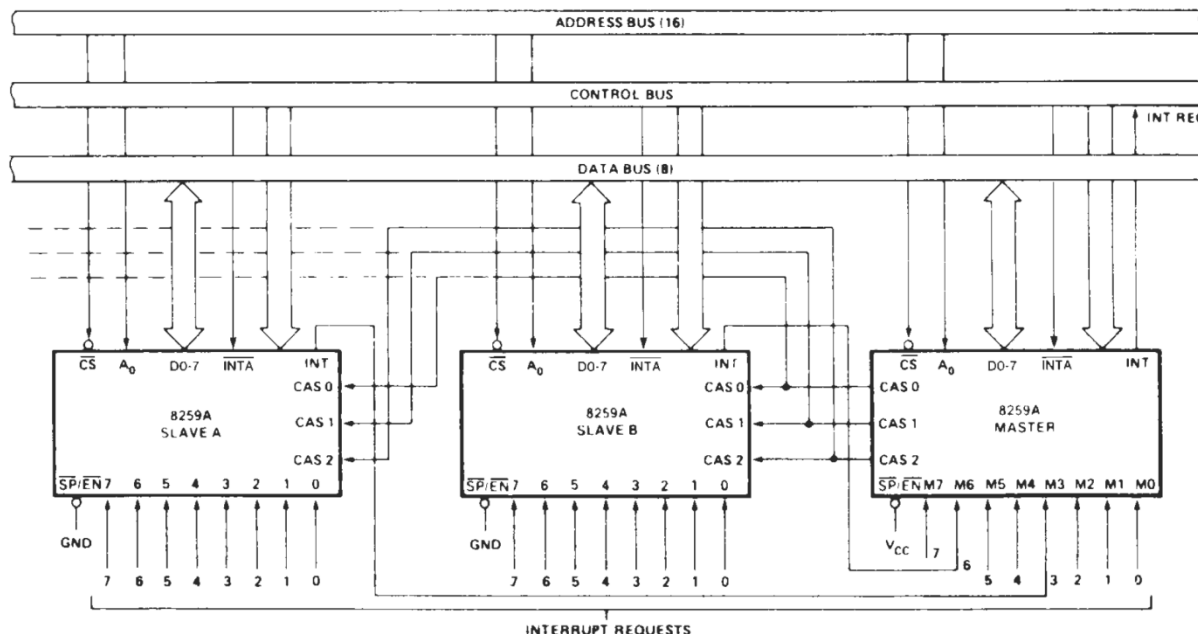 ADDRESS BUS (16)
CONTROL BUS
INT REQ
DATA BUS (8)
CS A0 D0-7 INTA INT
CAS 0
8259A
SLAVE A
CAS 1
CAS 2
SP/EN 7 6 5 4 3 2 1 0
GND
7 6 5 4 3 2 1 0
CS A0 D0-7 INTA INT
CAS 0
8259A
SLAVE B
CAS 1
CAS 2
SP/EN 7 6 5 4 3 2 1 0
GND
7 6 5 4 3 2 1 0
CS A0 D0-7 INTA INT
CAS 0
8259A
MASTER
CAS 1
CAS 2
SP/EN M7 M6 M5 M4 M3 M2 M1 M0
VCC 7 6 5 4 3 2 1 0
INTERRUPT REQUESTS